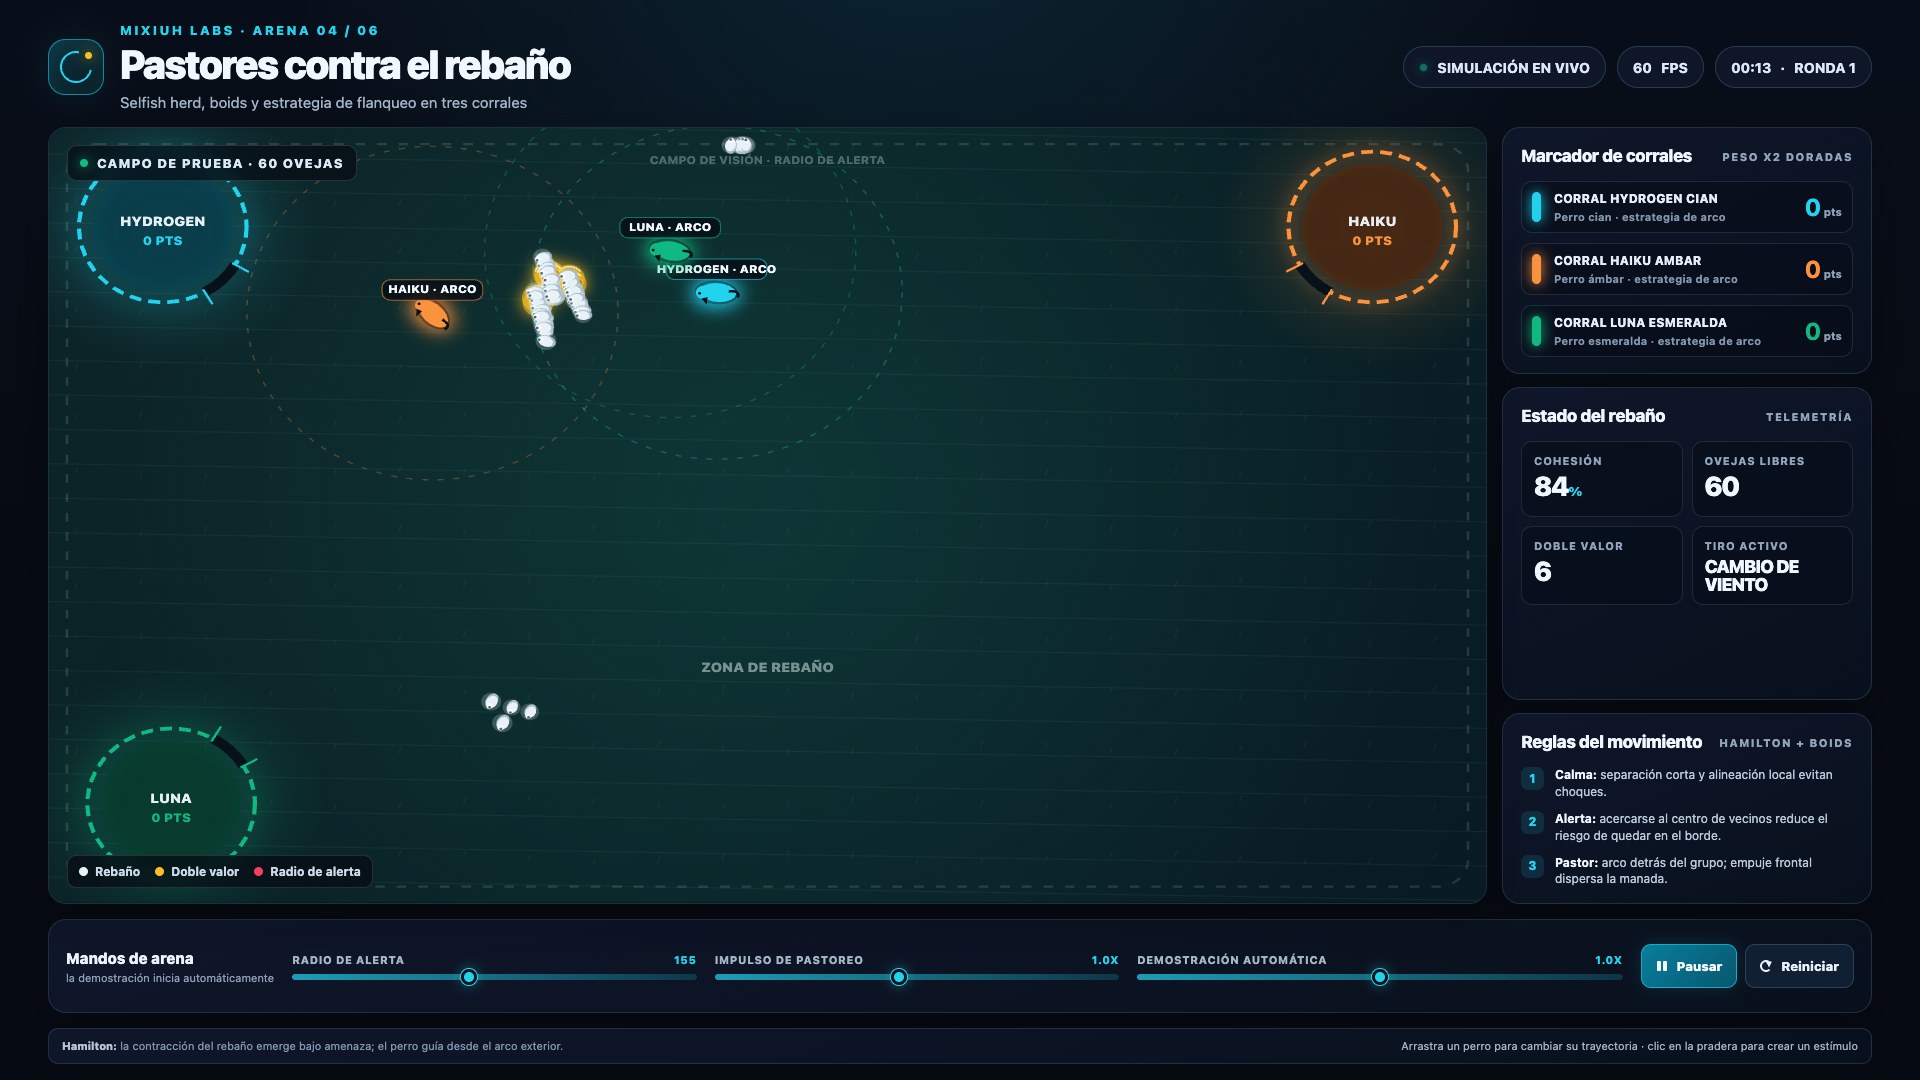 MIXIUH LABS · ARENA 04 / 06
Pastores contra el rebaño
Selfish herd, boids y estrategia de flanqueo en tres corrales
SIMULACIÓN EN VIVO
60 FPS
00:13 · RONDA 1
CAMPO DE PRUEBA · 60 OVEJAS
CAMPO DE VISIÓN · RADIO DE ALERTA
HYDROGEN
0 PTS
HAIKU
0 PTS
LUNA · ARCO
HYDROGEN · ARCO
HAIKU · ARCO
ZONA DE REBAÑO
LUNA
0 PTS
Rebaño
Doble valor
Radio de alerta
Marcador de corrales
PESO X2 DORADAS
CORRAL HYDROGEN CIAN
Perro cian · estrategia de arco
0 pts
CORRAL HAIKU AMBAR
Perro ámbar · estrategia de arco
0 pts
CORRAL LUNA ESMERALDA
Perro esmeralda · estrategia de arco
0 pts
Estado del rebaño
TELEMETRÍA
COHESIÓN
84%
OVEJAS LIBRES
60
DOBLE VALOR
6
TIRO ACTIVO
CAMBIO DE
VIENTO
Reglas del movimiento
HAMILTON + BOIDS
1
Calma: separación corta y alineación local evitan
choques.
2
Alerta: acercarse al centro de vecinos reduce el
riesgo de quedar en el borde.
3
Pastor: arco detrás del grupo; empuje frontal
dispersa la manada.
Mandos de arena
la demostración inicia automáticamente
RADIO DE ALERTA
155
IMPULSO DE PASTOREO
1.0X
DEMOSTRACIÓN AUTOMÁTICA
1.0X
Pausar
Reiniciar
Hamilton: la contracción del rebaño emerge bajo amenaza; el perro guía desde el arco exterior.
Arrastra un perro para cambiar su trayectoria · clic en la pradera para crear un estímulo